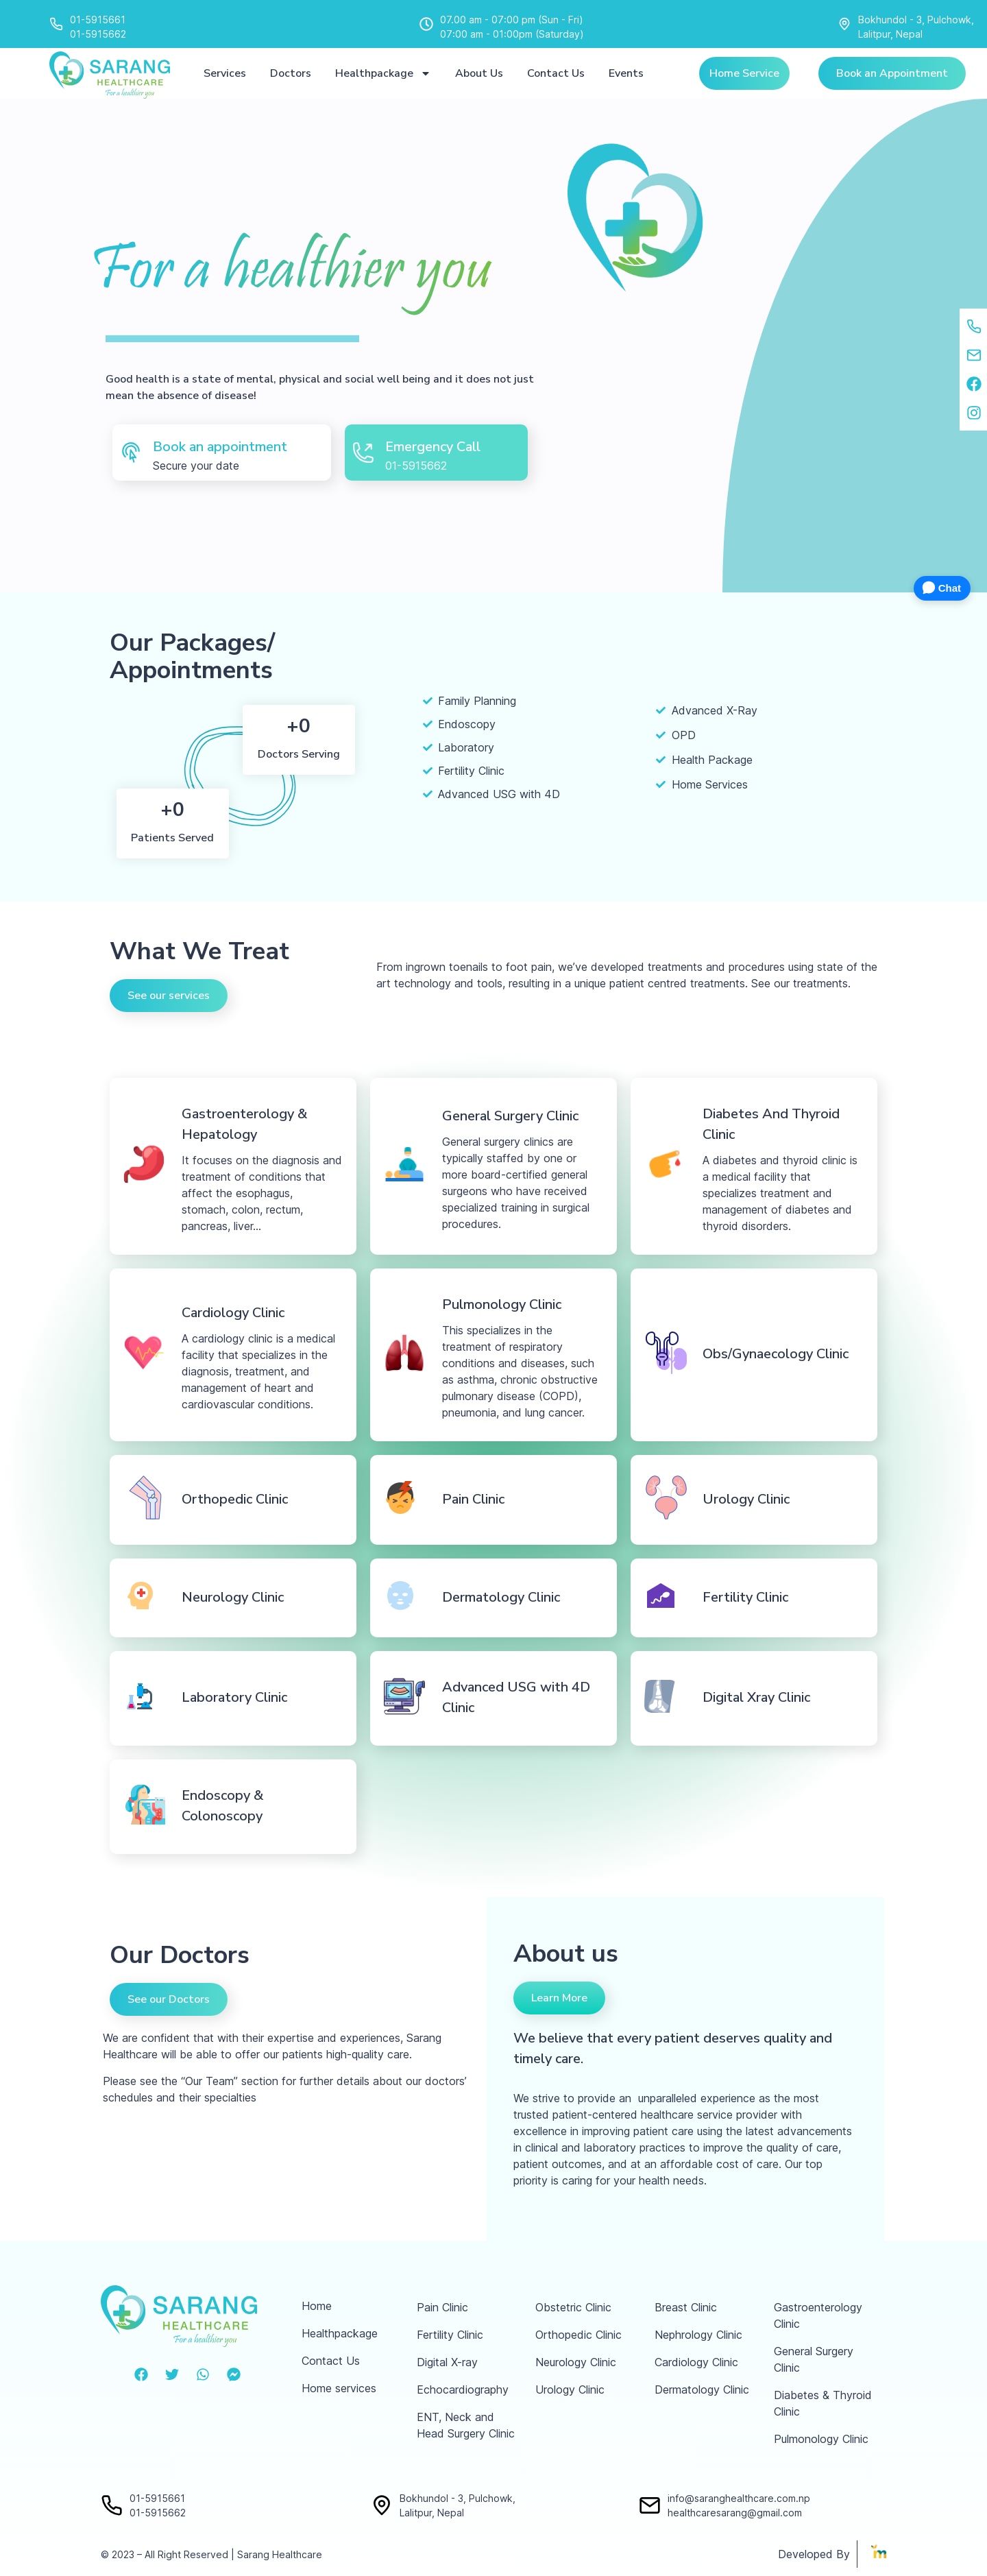 01-5915661
01-5915662
07.00 am - 07:00 pm (Sun - Fri)
07:00 am - 01:00pm (Saturday)
Bokhundol - 3, Pulchowk,
Lalitpur, Nepal
SARANG
HEALTHCARE
For a healthier you
Services
Doctors
Healthpackage
About Us
Contact Us
Events
Home Service
Book an Appointment
For a healthier you
Good health is a state of mental, physical and social well being and it does not just
mean the absence of disease!
Book an appointment
Secure your date
Emergency Call
01-5915662
Chat
Our Packages/
Appointments
+0
Doctors Serving
+0
Patients Served
Family Planning
Endoscopy
Laboratory
Fertility Clinic
Advanced USG with 4D
Advanced X-Ray
OPD
Health Package
Home Services
What We Treat
See our services
From ingrown toenails to foot pain, we’ve developed treatments and procedures using state of the
art technology and tools, resulting in a unique patient centred treatments. See our treatments.
Gastroenterology &
Hepatology
It focuses on the diagnosis and
treatment of conditions that
affect the esophagus,
stomach, colon, rectum,
pancreas, liver...
General Surgery Clinic
General surgery clinics are
typically staffed by one or
more board-certified general
surgeons who have received
specialized training in surgical
procedures.
Diabetes And Thyroid
Clinic
A diabetes and thyroid clinic is
a medical facility that
specializes treatment and
management of diabetes and
thyroid disorders.
Cardiology Clinic
A cardiology clinic is a medical
facility that specializes in the
diagnosis, treatment, and
management of heart and
cardiovascular conditions.
Pulmonology Clinic
This specializes in the
treatment of respiratory
conditions and diseases, such
as asthma, chronic obstructive
pulmonary disease (COPD),
pneumonia, and lung cancer.
Obs/Gynaecology Clinic
Orthopedic Clinic
Pain Clinic
Urology Clinic
Neurology Clinic
Dermatology Clinic
Fertility Clinic
Laboratory Clinic
Advanced USG with 4D
Clinic
Digital Xray Clinic
Endoscopy &
Colonoscopy
Our Doctors
See our Doctors
We are confident that with their expertise and experiences, Sarang
Healthcare will be able to offer our patients high-quality care.
Please see the “Our Team” section for further details about our doctors’
schedules and their specialties
About us
Learn More
We believe that every patient deserves quality and
timely care.
We strive to provide an unparalleled experience as the most
trusted patient-centered healthcare service provider with
excellence in improving patient care using the latest advancements
in clinical and laboratory practices to improve the quality of care,
patient outcomes, and at an affordable cost of care. Our top
priority is caring for your health needs.
SARANG
HEALTHCARE
For a healthier you
Home
Healthpackage
Contact Us
Home services
Pain Clinic
Fertility Clinic
Digital X-ray
Echocardiography
ENT, Neck and
Head Surgery Clinic
Obstetric Clinic
Orthopedic Clinic
Neurology Clinic
Urology Clinic
Breast Clinic
Nephrology Clinic
Cardiology Clinic
Dermatology Clinic
Gastroenterology
Clinic
General Surgery
Clinic
Diabetes & Thyroid
Clinic
Pulmonology Clinic
01-5915661
01-5915662
Bokhundol - 3, Pulchowk,
Lalitpur, Nepal
info@saranghealthcare.com.np
healthcaresarang@gmail.com
© 2023 – All Right Reserved | Sarang Healthcare
Developed By